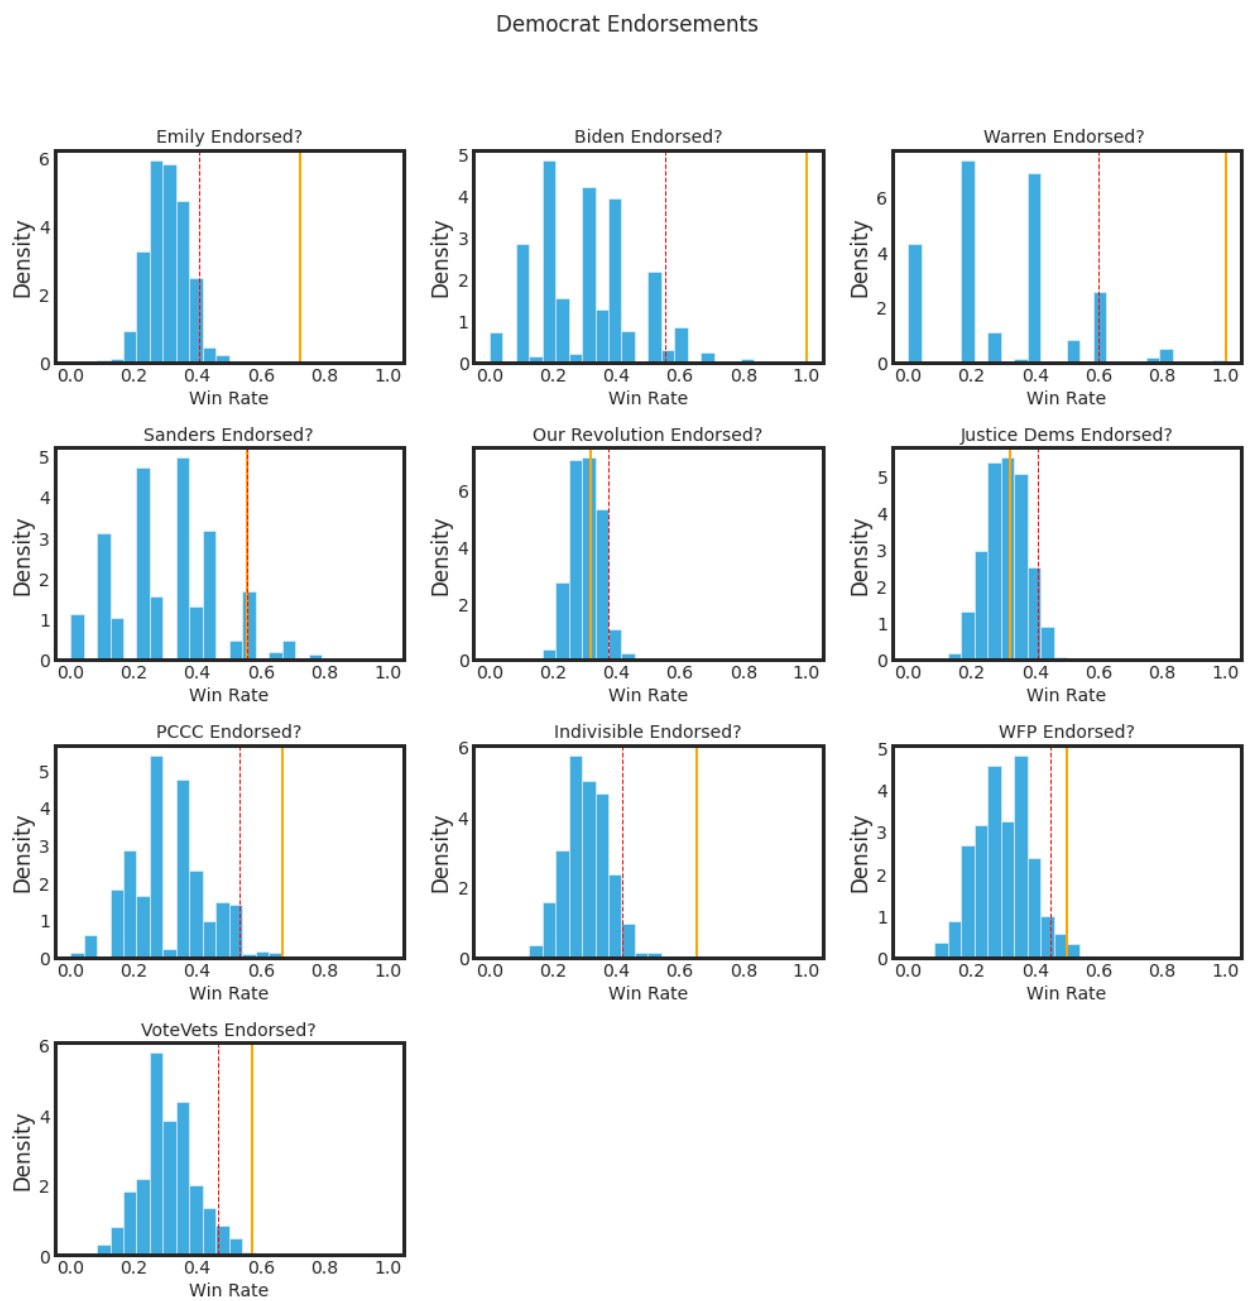 Democrat Endorsements
Emily Endorsed?
Biden Endorsed?
Warren Endorsed?
Density
6
4
2
0
0.0 0.2 0.4 0.6 0.8 1.0
Win Rate
Density
5
4
3
2
1
0
0.0 0.2 0.4 0.6 0.8 1.0
Win Rate
Density
6
4
2
0
0.0 0.2 0.4 0.6 0.8 1.0
Win Rate
Sanders Endorsed?
Our Revolution Endorsed?
Justice Dems Endorsed?
Density
5
4
3
2
1
0
0.0 0.2 0.4 0.6 0.8 1.0
Win Rate
Density
6
4
2
0
0.0 0.2 0.4 0.6 0.8 1.0
Win Rate
Density
5
4
3
2
1
0
0.0 0.2 0.4 0.6 0.8 1.0
Win Rate
PCCC Endorsed?
Indivisible Endorsed?
WFP Endorsed?
Density
5
4
3
2
1
0
0.0 0.2 0.4 0.6 0.8 1.0
Win Rate
Density
6
4
2
0
0.0 0.2 0.4 0.6 0.8 1.0
Win Rate
Density
5
4
3
2
1
0
0.0 0.2 0.4 0.6 0.8 1.0
Win Rate
VoteVets Endorsed?
Density
6
4
2
0
0.0 0.2 0.4 0.6 0.8 1.0
Win Rate